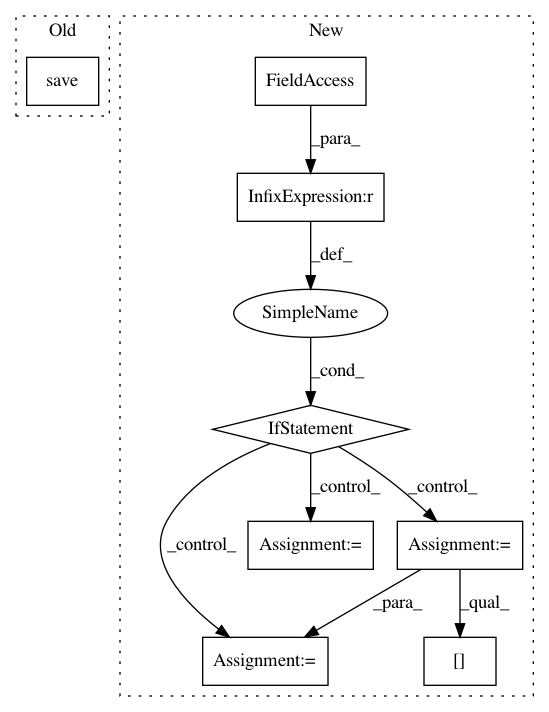 Old
New
save
FieldAccess
_para_
InfixExpression:r
_def_
SimpleName
_cond_
IfStatement
_control_
_control_
_control_
Assignment:=
Assignment:=
_para_
_qual_
Assignment:=
[]